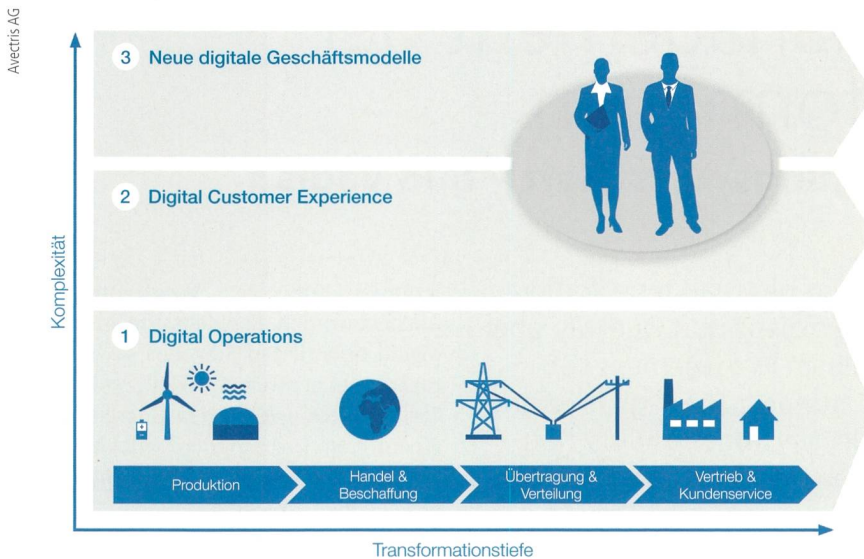 Avectris AG
3 Neue digitale Geschäftsmodelle
2 Digital Customer Experience
1 Digital Operations
Produktion
Handel &
Beschaffung
Übertragung &
Verteilung
Vertrieb &
Kundenservice
Komplexität
Transformationstiefe